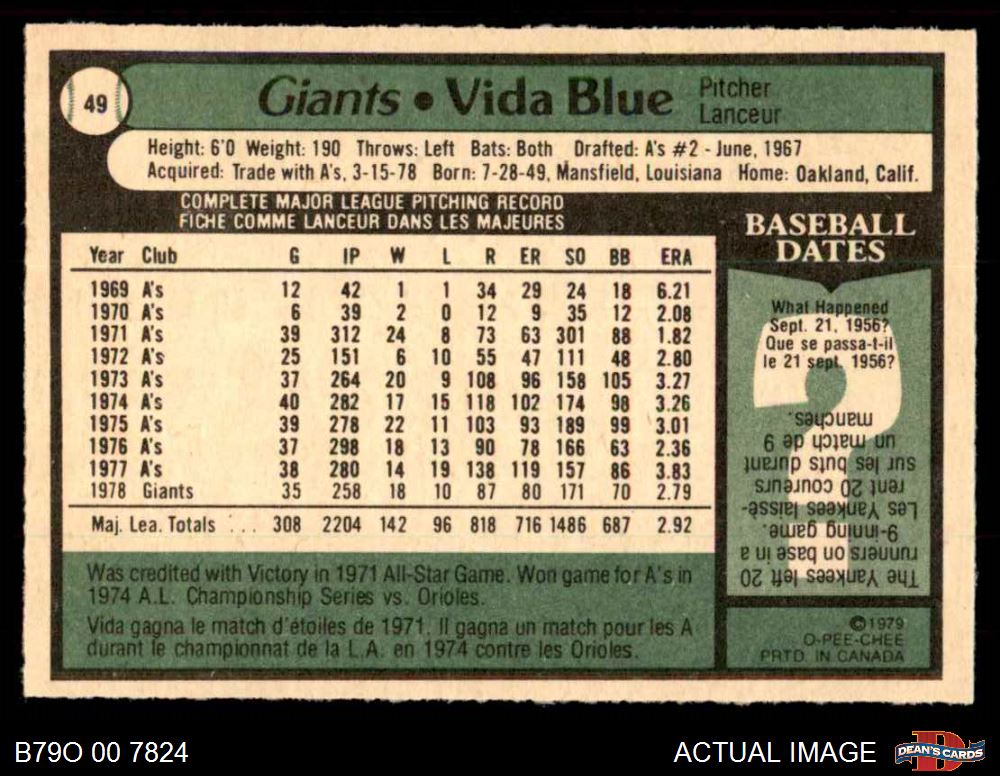 49
Giants • Vida Blue
Pitcher
Lanceur
Height: 6'0 Weight: 190 Throws: Left Bats: Both Drafted: A's #2 - June, 1967
Acquired: Trade with A's, 3-15-78 Born: 7-28-49, Mansfield, Louisiana Home: Oakland, Calif.
COMPLETE MAJOR LEAGUE PITCHING RECORD
FICHE COMME LANCEUR DANS LES MAJEURES
Year Club G IP W L R ER SO BB ERA
1969 A's 12 42 1 1 34 29 24 18 6.21
1970 A's 6 39 2 0 12 9 35 12 2.08
1971 A's 39 312 24 8 73 63 301 88 1.82
1972 A's 25 151 6 10 55 47 111 48 2.80
1973 A's 37 264 20 9 108 96 158 105 3.27
1974 A's 40 282 17 15 118 102 174 98 3.26
1975 A's 39 278 22 11 103 93 189 99 3.01
1976 A's 37 298 18 13 90 78 166 63 2.36
1977 A's 38 280 14 19 138 119 157 86 3.83
1978 Giants 35 258 18 10 87 80 171 70 2.79
Maj. Lea. Totals ... 308 2204 142 96 818 716 1486 687 2.92
Was credited with Victory in 1971 All-Star Game. Won game for A's in
1974 A.L. Championship Series vs. Orioles.
Vida gagna le match d'étoiles de 1971. Il gagna un match pour les A
durant le championnat de la L.A. en 1974 contre les Orioles.
BASEBALL
DATES
What Happened
Sept. 21, 1956?
Que se passa-t-il
le 21 sept. 1956?
The Yankees left 20
runners on base in a
9-inning game.
Les Yankees laissè-
rent 20 coureurs
sur les buts durant
un match de 9
manches.
©1979
O-PEE-CHEE
PRTD. IN CANADA
B79O 00 7824
ACTUAL IMAGE
DEAN'S CARDS